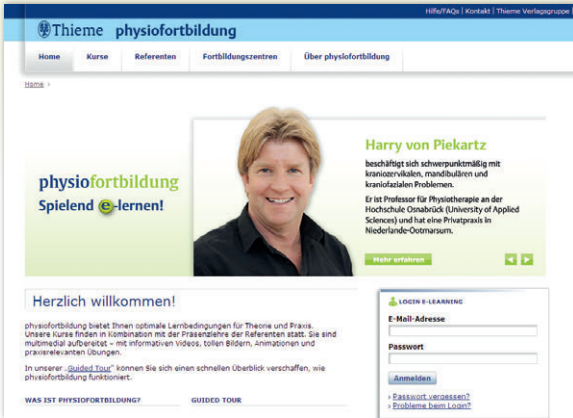 Hilfe/FAQs | Kontakt | Thieme Verlagsgruppe
Thieme physiofortbildung
Home Kurse Referenten Fortbildungszentren Über physiofortbildung
Home ›
Harry von Piekartz
beschäftigt sich schwerpunktmäßig mit
kraniozervikalen, mandibulären und
kraniofazialen Problemen.
Er ist Professor für Physiotherapie an der
Hochschule Osnabrück (University of Applied
Sciences) und hat eine Privatpraxis in
Niederlande-Ootmarsum.
Mehr erfahren
physiofortbildung
Spielend e-lernen!
Herzlich willkommen!
physiofortbildung bietet Ihnen optimale Lernbedingungen für Theorie und Praxis.
Unsere Kurse finden in Kombination mit der Präsenzlehre der Referenten statt. Sie sind
multimedial aufbereitet – mit informativen Videos, tollen Bildern, Animationen und
praxisrelevanten Übungen.
In unserer „Guided Tour" können Sie sich einen schnellen Überblick verschaffen, wie
physiofortbildung funktioniert.
WAS IST PHYSIOFORTBILDUNG? GUIDED TOUR
LOGIN E-LEARNING
E-Mail-Adresse
Passwort
Anmelden
› Passwort vergessen?
› Probleme beim Login?